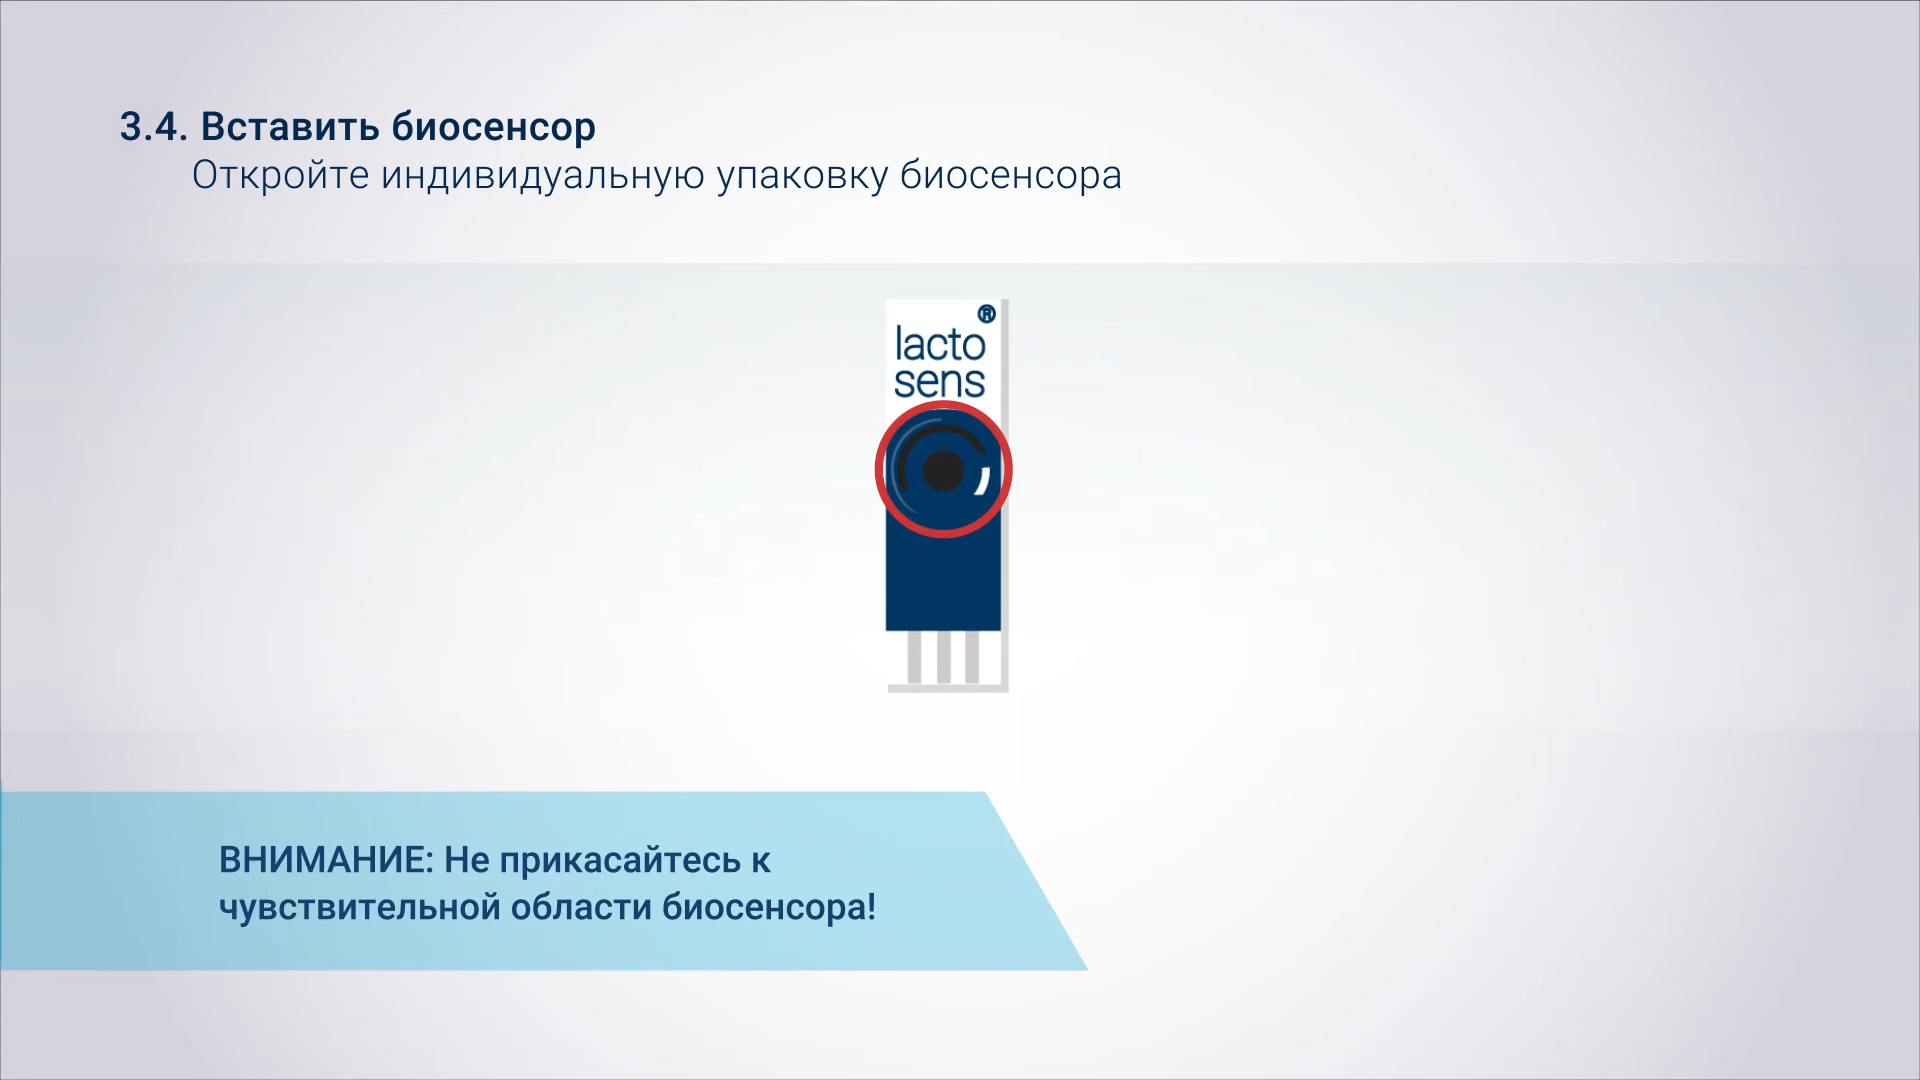 3.4. Вставить биосенсор
Откройте индивидуальную упаковку биосенсора
®
lacto
sens
ВНИМАНИЕ: Не прикасайтесь к
чувствительной области биосенсора!